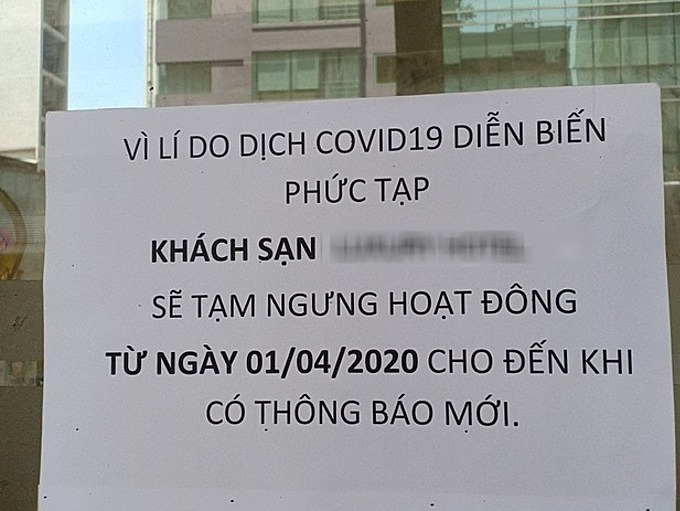 VÌ LÍ DO DỊCH COVID19 DIỄN BIẾN
PHỨC TẠP
KHÁCH SẠN
SẼ TẠM NGƯNG HOẠT ĐÔNG
TỪ NGÀY 01/04/2020 CHO ĐẾN KHI
CÓ THÔNG BÁO MỚI.